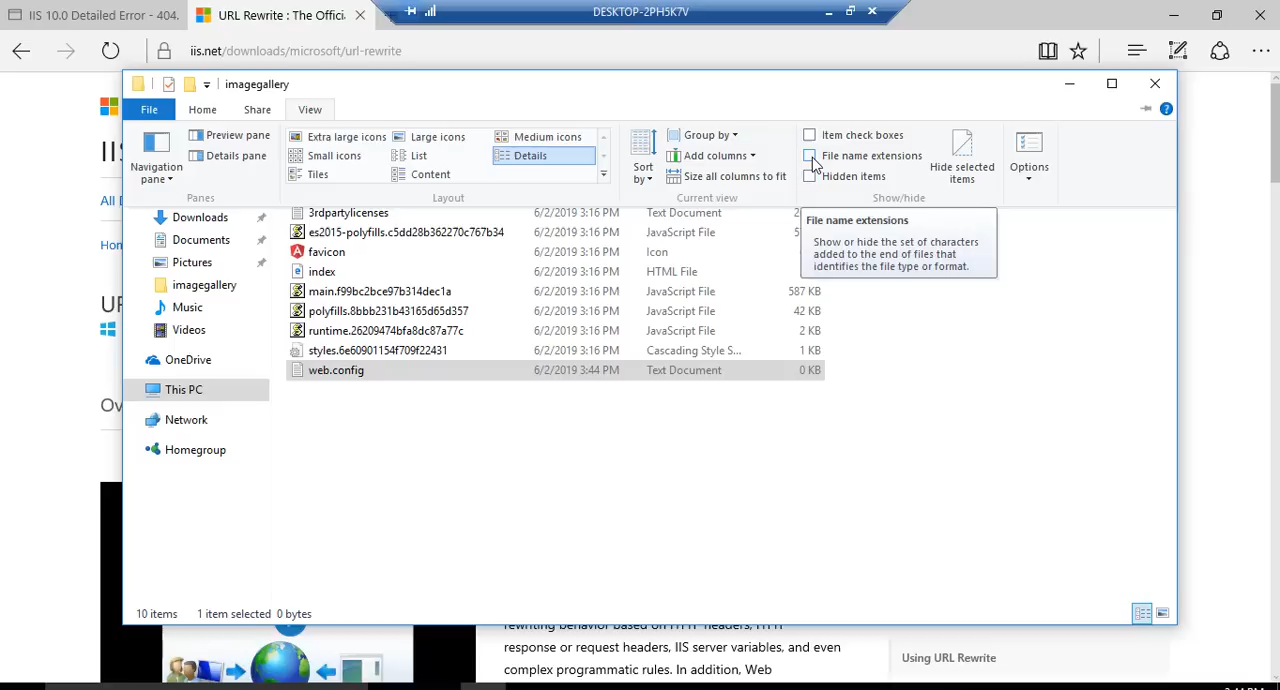 IIS 10.0 Detailed Error - 404.
URL Rewrite : The Offici
DESKTOP-2PH5K7V
iis.net/downloads/microsoft/url-rewrite
imagegallery
File
Home
Share
View
Navigation pane
Preview pane
Details pane
Panes
Extra large icons
Large icons
Medium icons
Small icons
List
Details
Tiles
Content
Layout
Sort by
Group by
Add columns
Size all columns to fit
Current view
Item check boxes
File name extensions
Hidden items
Hide selected items
Show/hide
Options
File name extensions
Show or hide the set of characters
added to the end of files that
identifies the file type or format.
Downloads
Documents
Pictures
imagegallery
Music
Videos
OneDrive
This PC
Network
Homegroup
3rdpartylicenses 6/2/2019 3:16 PM Text Document
es2015-polyfills.c5dd28b362270c767b34 6/2/2019 3:16 PM JavaScript File
favicon 6/2/2019 3:16 PM Icon
index 6/2/2019 3:16 PM HTML File
main.f99bc2bce97b314dec1a 6/2/2019 3:16 PM JavaScript File 587 KB
polyfills.8bbb231b43165d65d357 6/2/2019 3:16 PM JavaScript File 42 KB
runtime.26209474bfa8dc87a77c 6/2/2019 3:16 PM JavaScript File 2 KB
styles.6e60901154f709f22431 6/2/2019 3:16 PM Cascading Style S... 1 KB
web.config 6/2/2019 3:44 PM Text Document 0 KB
10 items 1 item selected 0 bytes
response or request headers, IIS server variables, and even
complex programmatic rules. In addition, Web
Using URL Rewrite